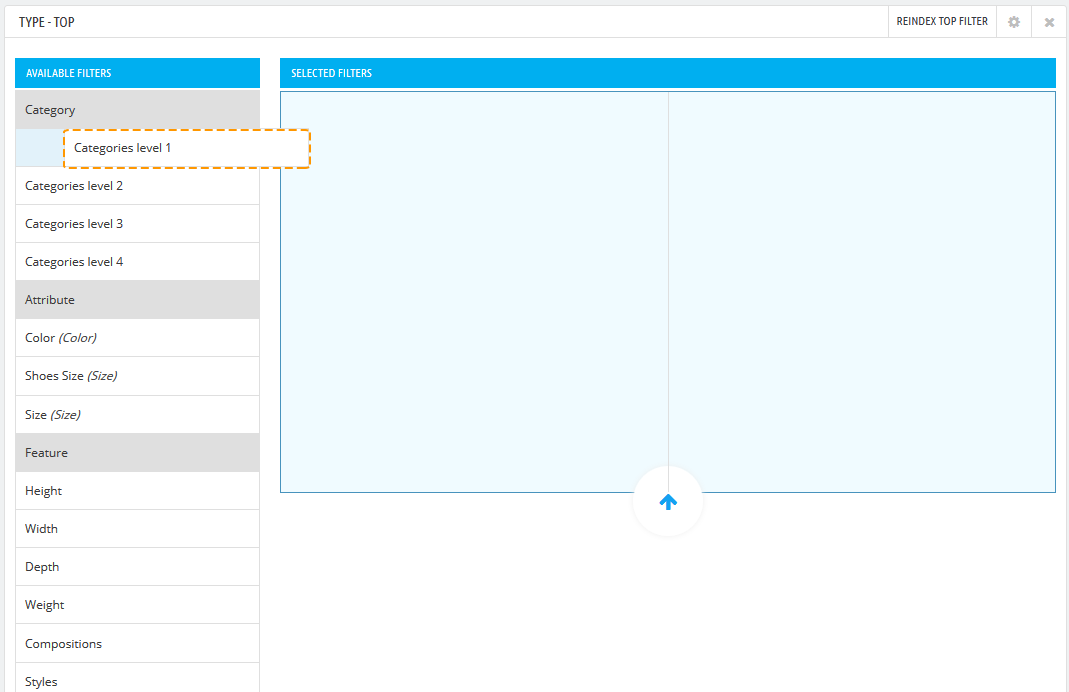 TYPE - TOP
REINDEX TOP FILTER
AVAILABLE FILTERS
SELECTED FILTERS
Category
Categories level 1
Categories level 2
Categories level 3
Categories level 4
Attribute
Color (Color)
Shoes Size (Size)
Size (Size)
Feature
Height
Width
Depth
Weight
Compositions
Styles